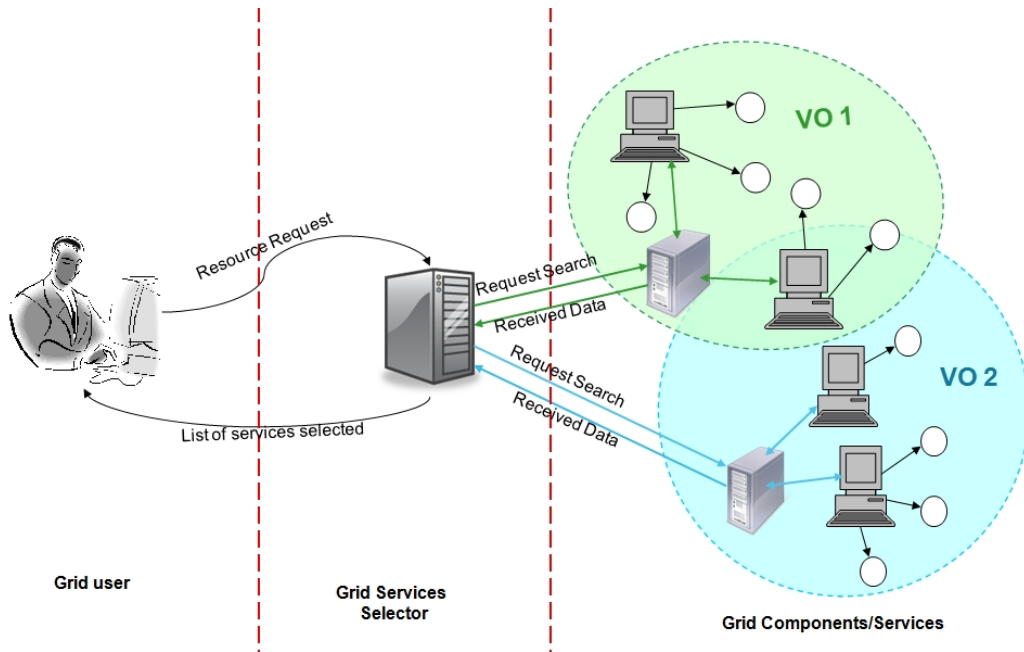 VO 1
Resource Request
Request Search
Received Data
Request Search
VO 2
Received Data
List of services selected
Grid user
Grid Services
Selector
Grid Components/Services